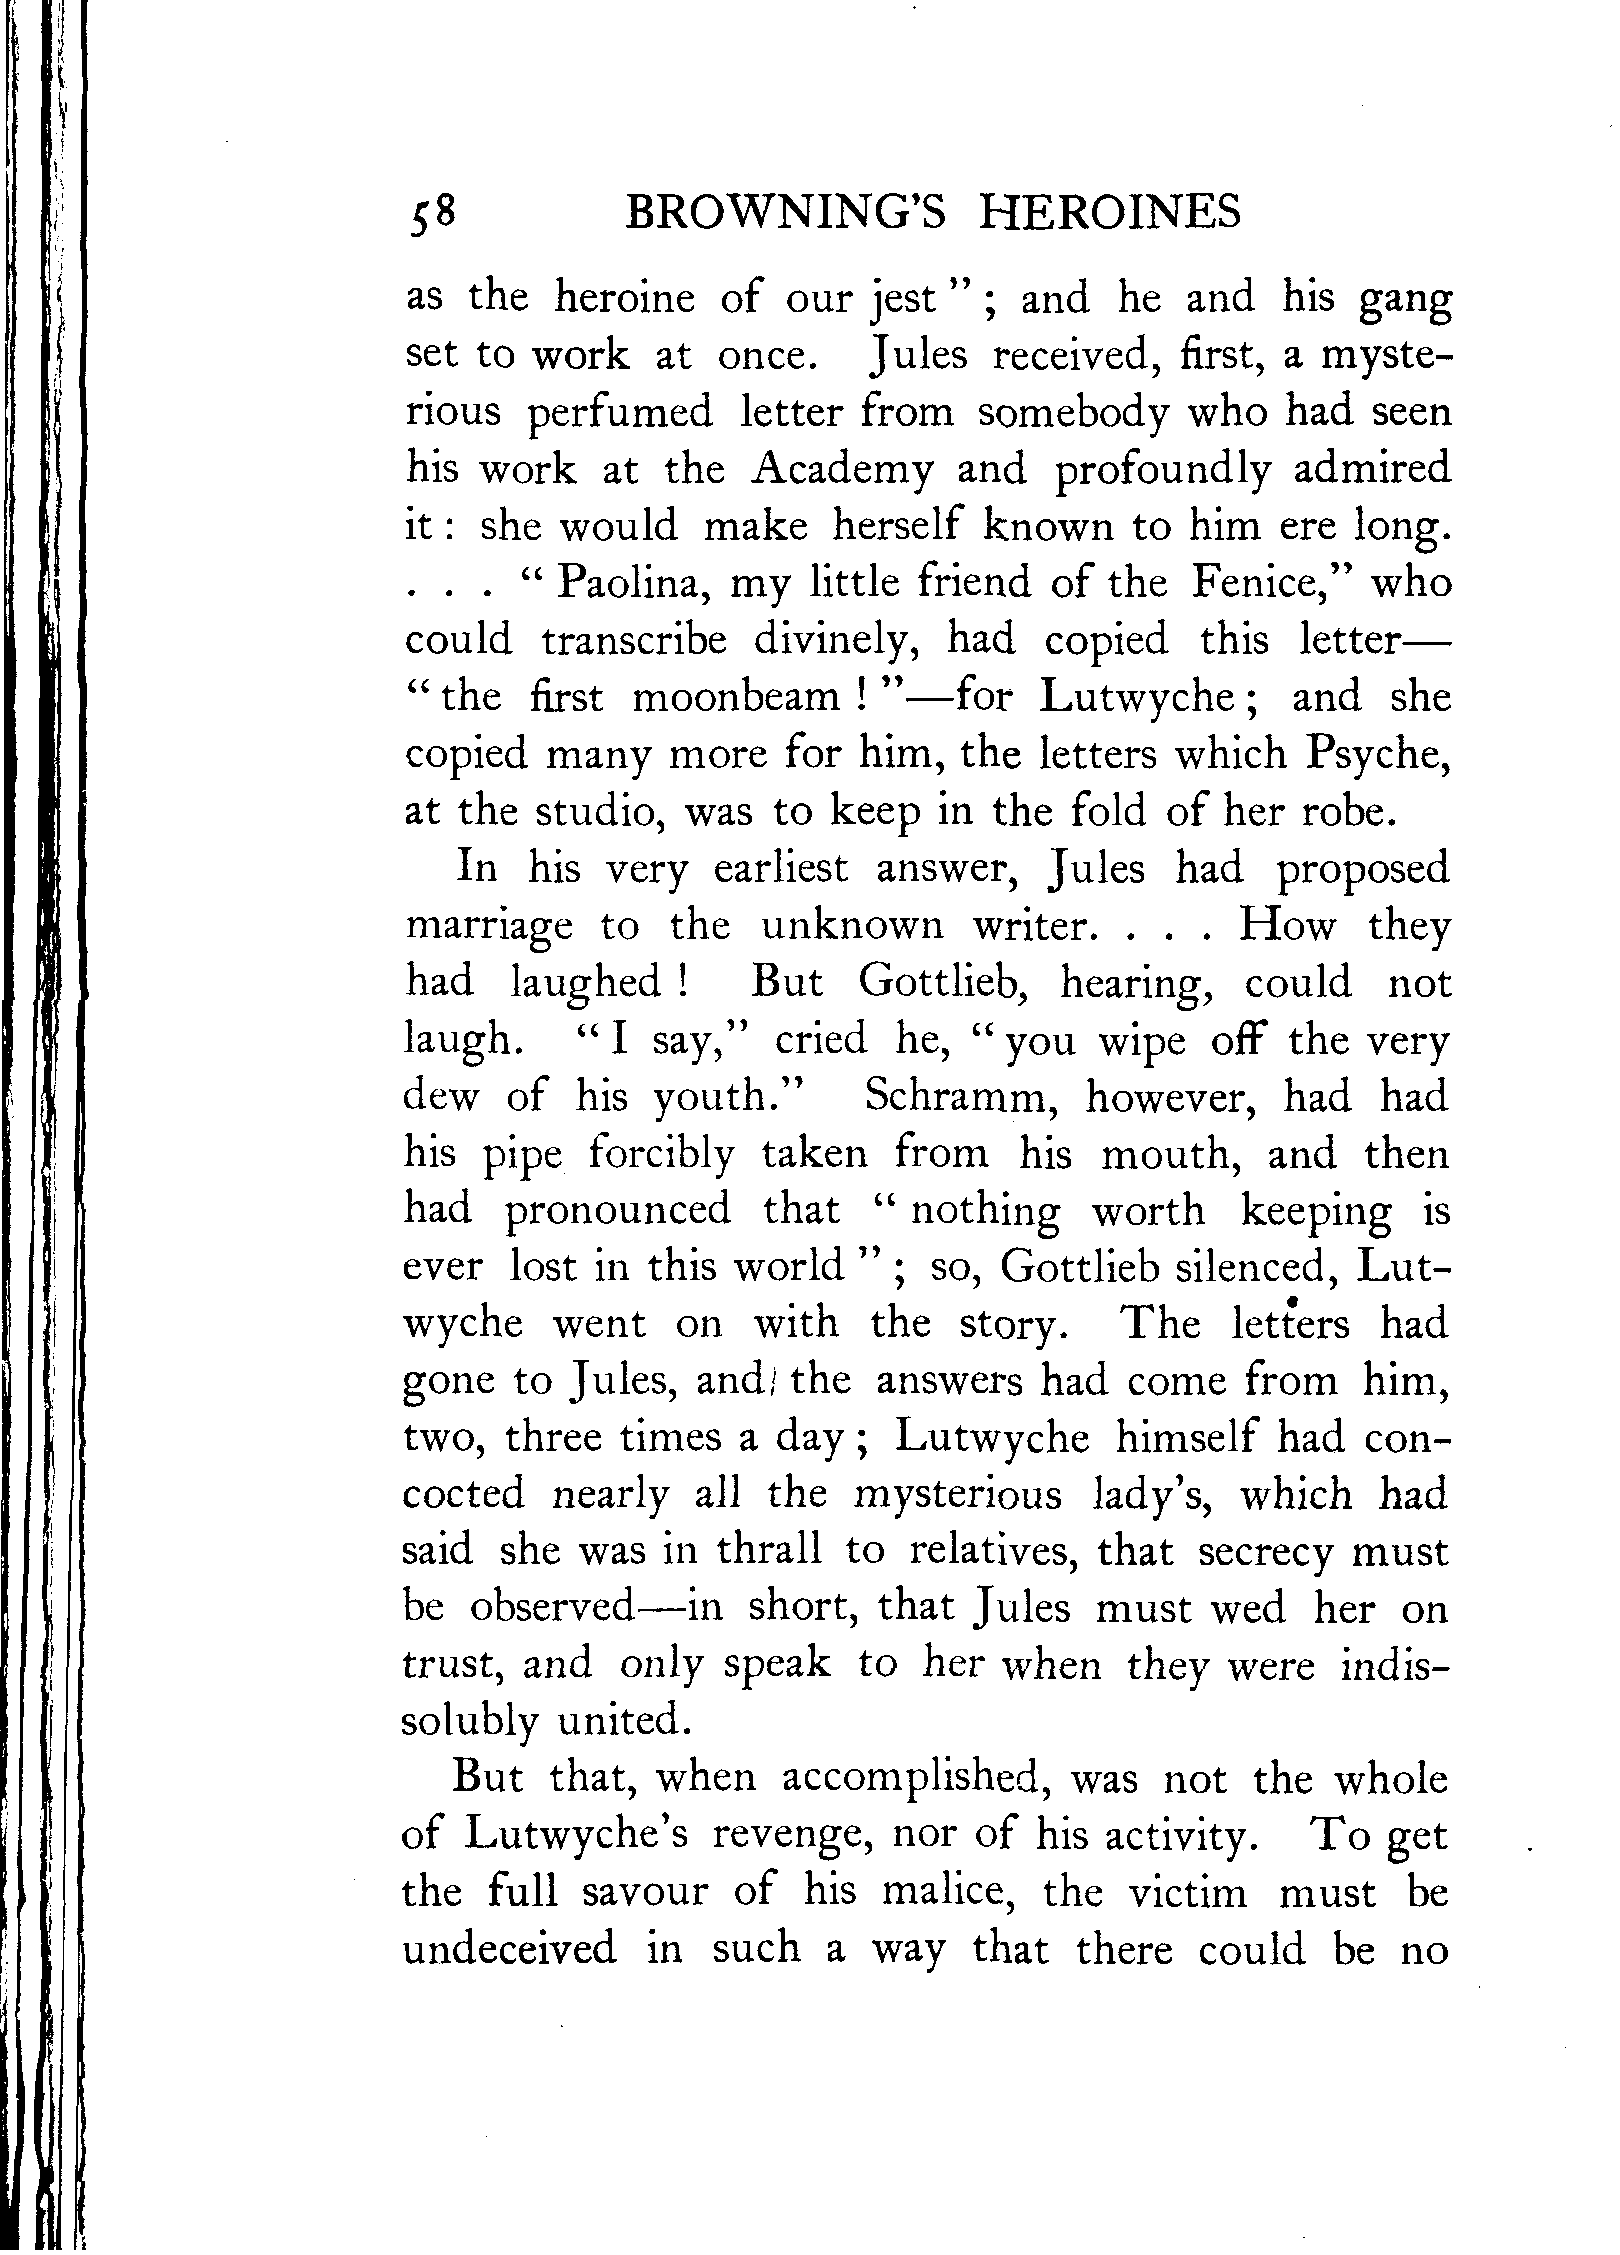 58 BROWNING'S HEROINES
as the heroine of our jest " ; and he and his gang
set to work at once. Jules received, first, a myste-
rious perfumed letter from somebody who had seen
his work at the Academy and profoundly admired
it : she would make herself known to him ere long.
. . . " Paolina, my little friend of the Fenice," who
could transcribe divinely, had copied this letter—
" the first moonbeam ! "—for Lutwyche ; and she
copied many more for him, the letters which Psyche,
at the studio, was to keep in the fold of her robe.
In his very earliest answer, Jules had proposed
marriage to the unknown writer. . . . How they
had laughed ! But Gottlieb, hearing, could not
laugh. " I say," cried he, " you wipe off the very
dew of his youth." Schramm, however, had had
his pipe forcibly taken from his mouth, and then
had pronounced that " nothing worth keeping is
ever lost in this world " ; so, Gottlieb silenced, Lut-
wyche went on with the story. The letters had
gone to Jules, and the answers had come from him,
two, three times a day ; Lutwyche himself had con-
cocted nearly all the mysterious lady's, which had
said she was in thrall to relatives, that secrecy must
be observed—in short, that Jules must wed her on
trust, and only speak to her when they were indis-
solubly united.
But that, when accomplished, was not the whole
of Lutwyche's revenge, nor of his activity. To get
the full savour of his malice, the victim must be
undeceived in such a way that there could be no